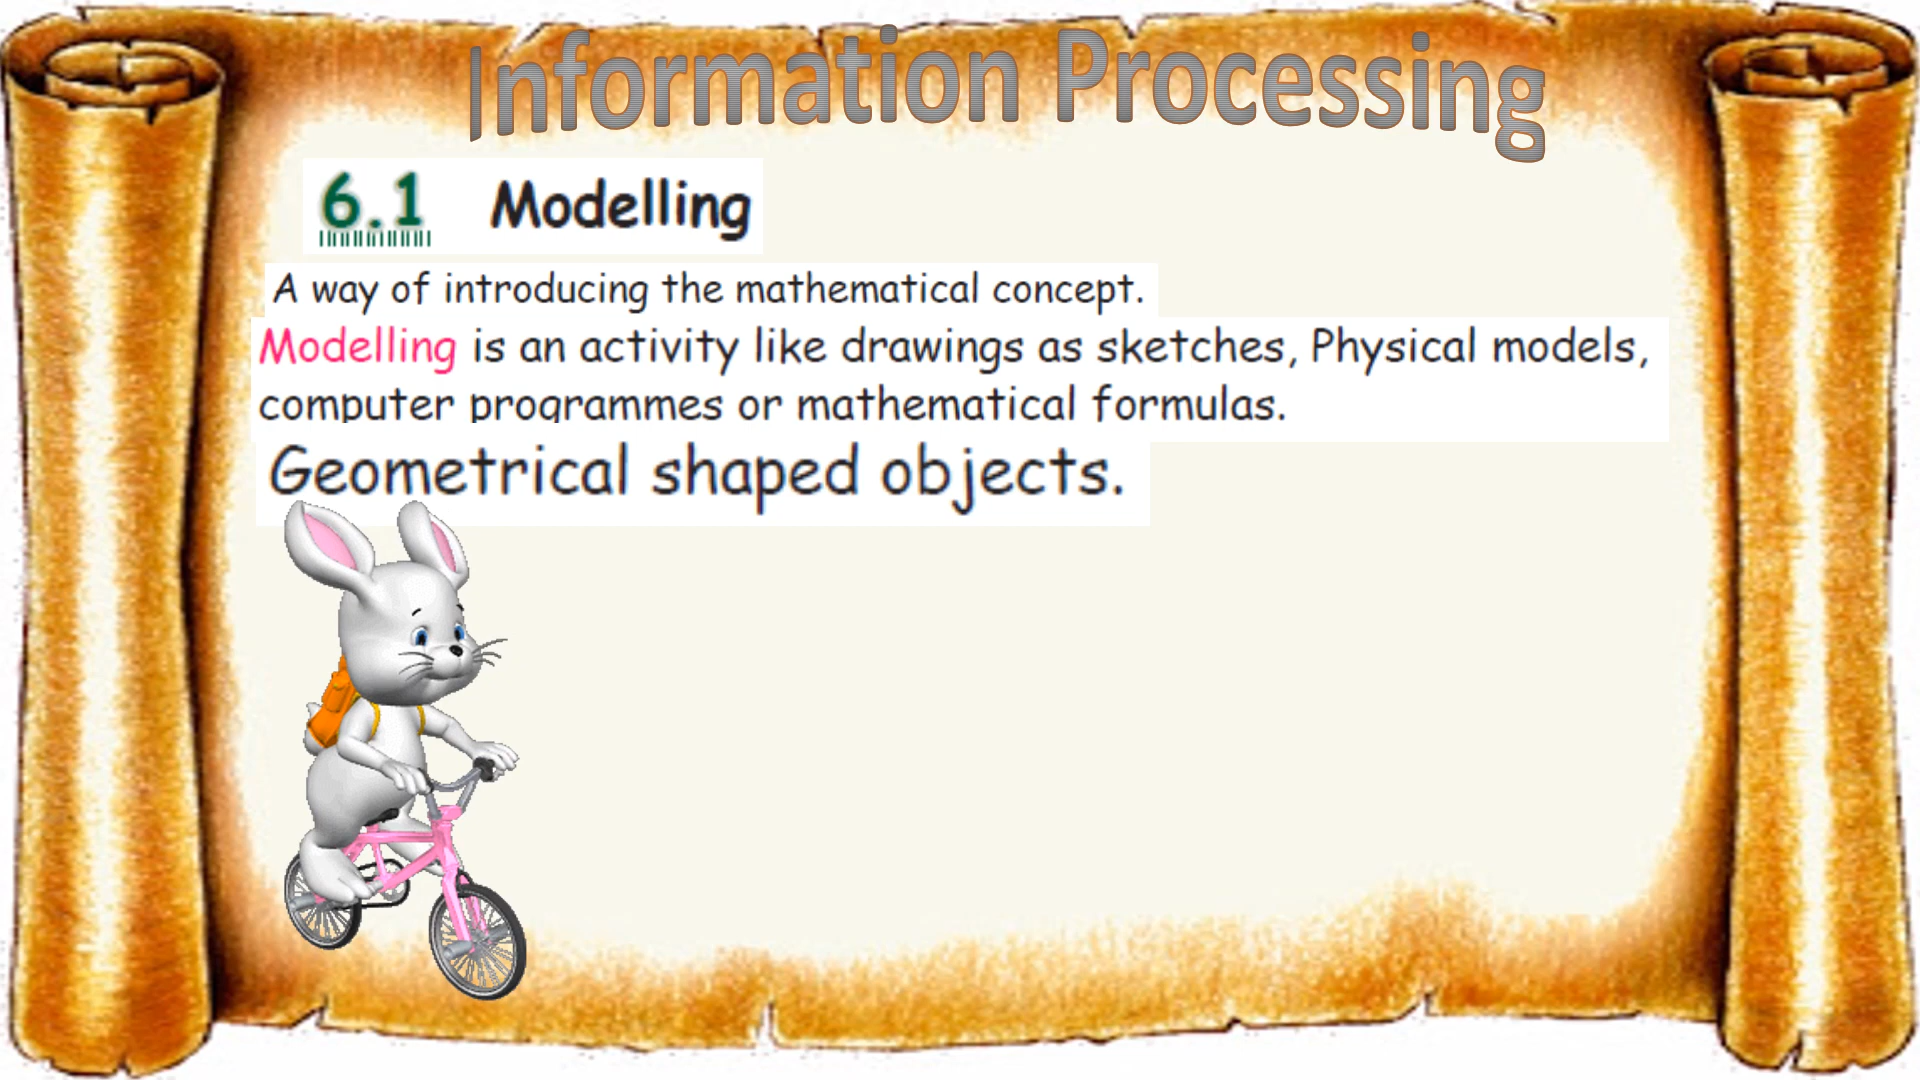 Information Processing
6.1 Modelling
A way of introducing the mathematical concept.
Modelling is an activity like drawings as sketches, Physical models,
computer programmes or mathematical formulas.
Geometrical shaped objects.